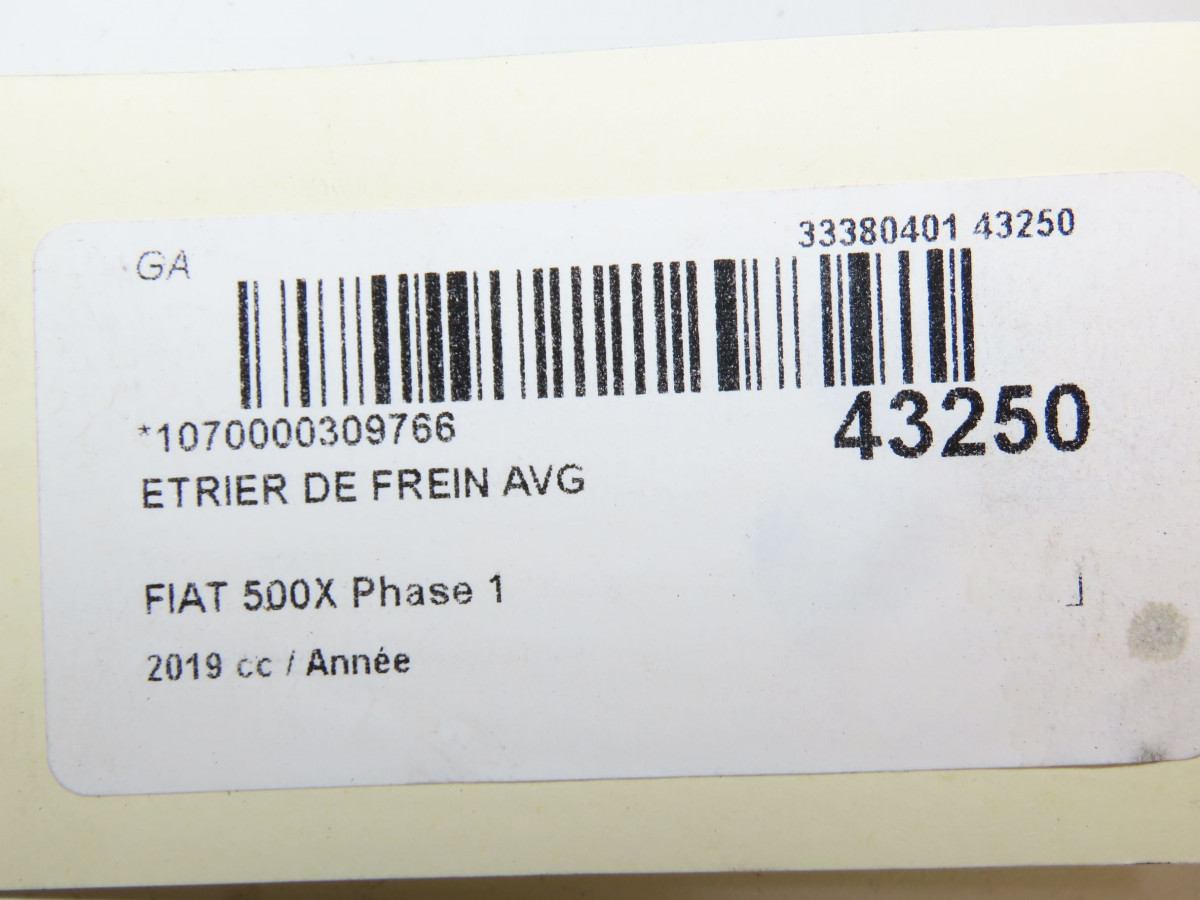 33380401 43250
GA
43250
*1070000309766
ETRIER DE FREIN AVG
FIAT 500X Phase 1
2019 cc / Année